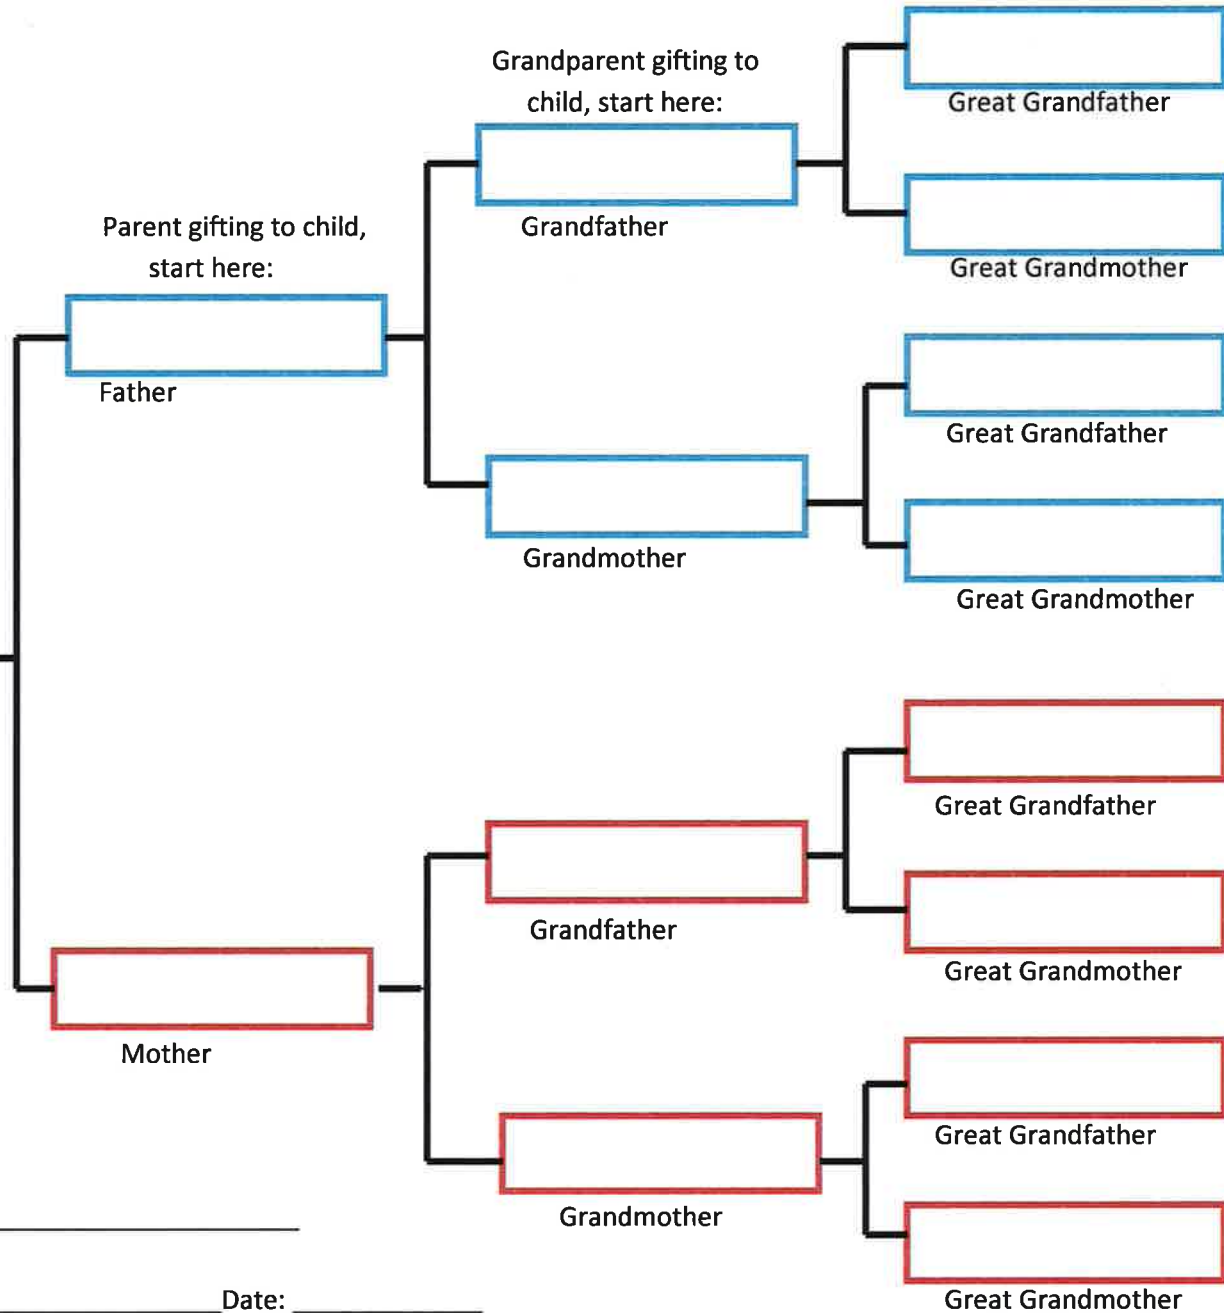 Grandparent gifting to
child, start here:
Great Grandfather
Grandfather
Great Grandmother
Parent gifting to child,
start here:
Father
Great Grandfather
Grandmother
Great Grandmother
Great Grandfather
Grandfather
Great Grandmother
Mother
Great Grandfather
Grandmother
Date:
Great Grandmother